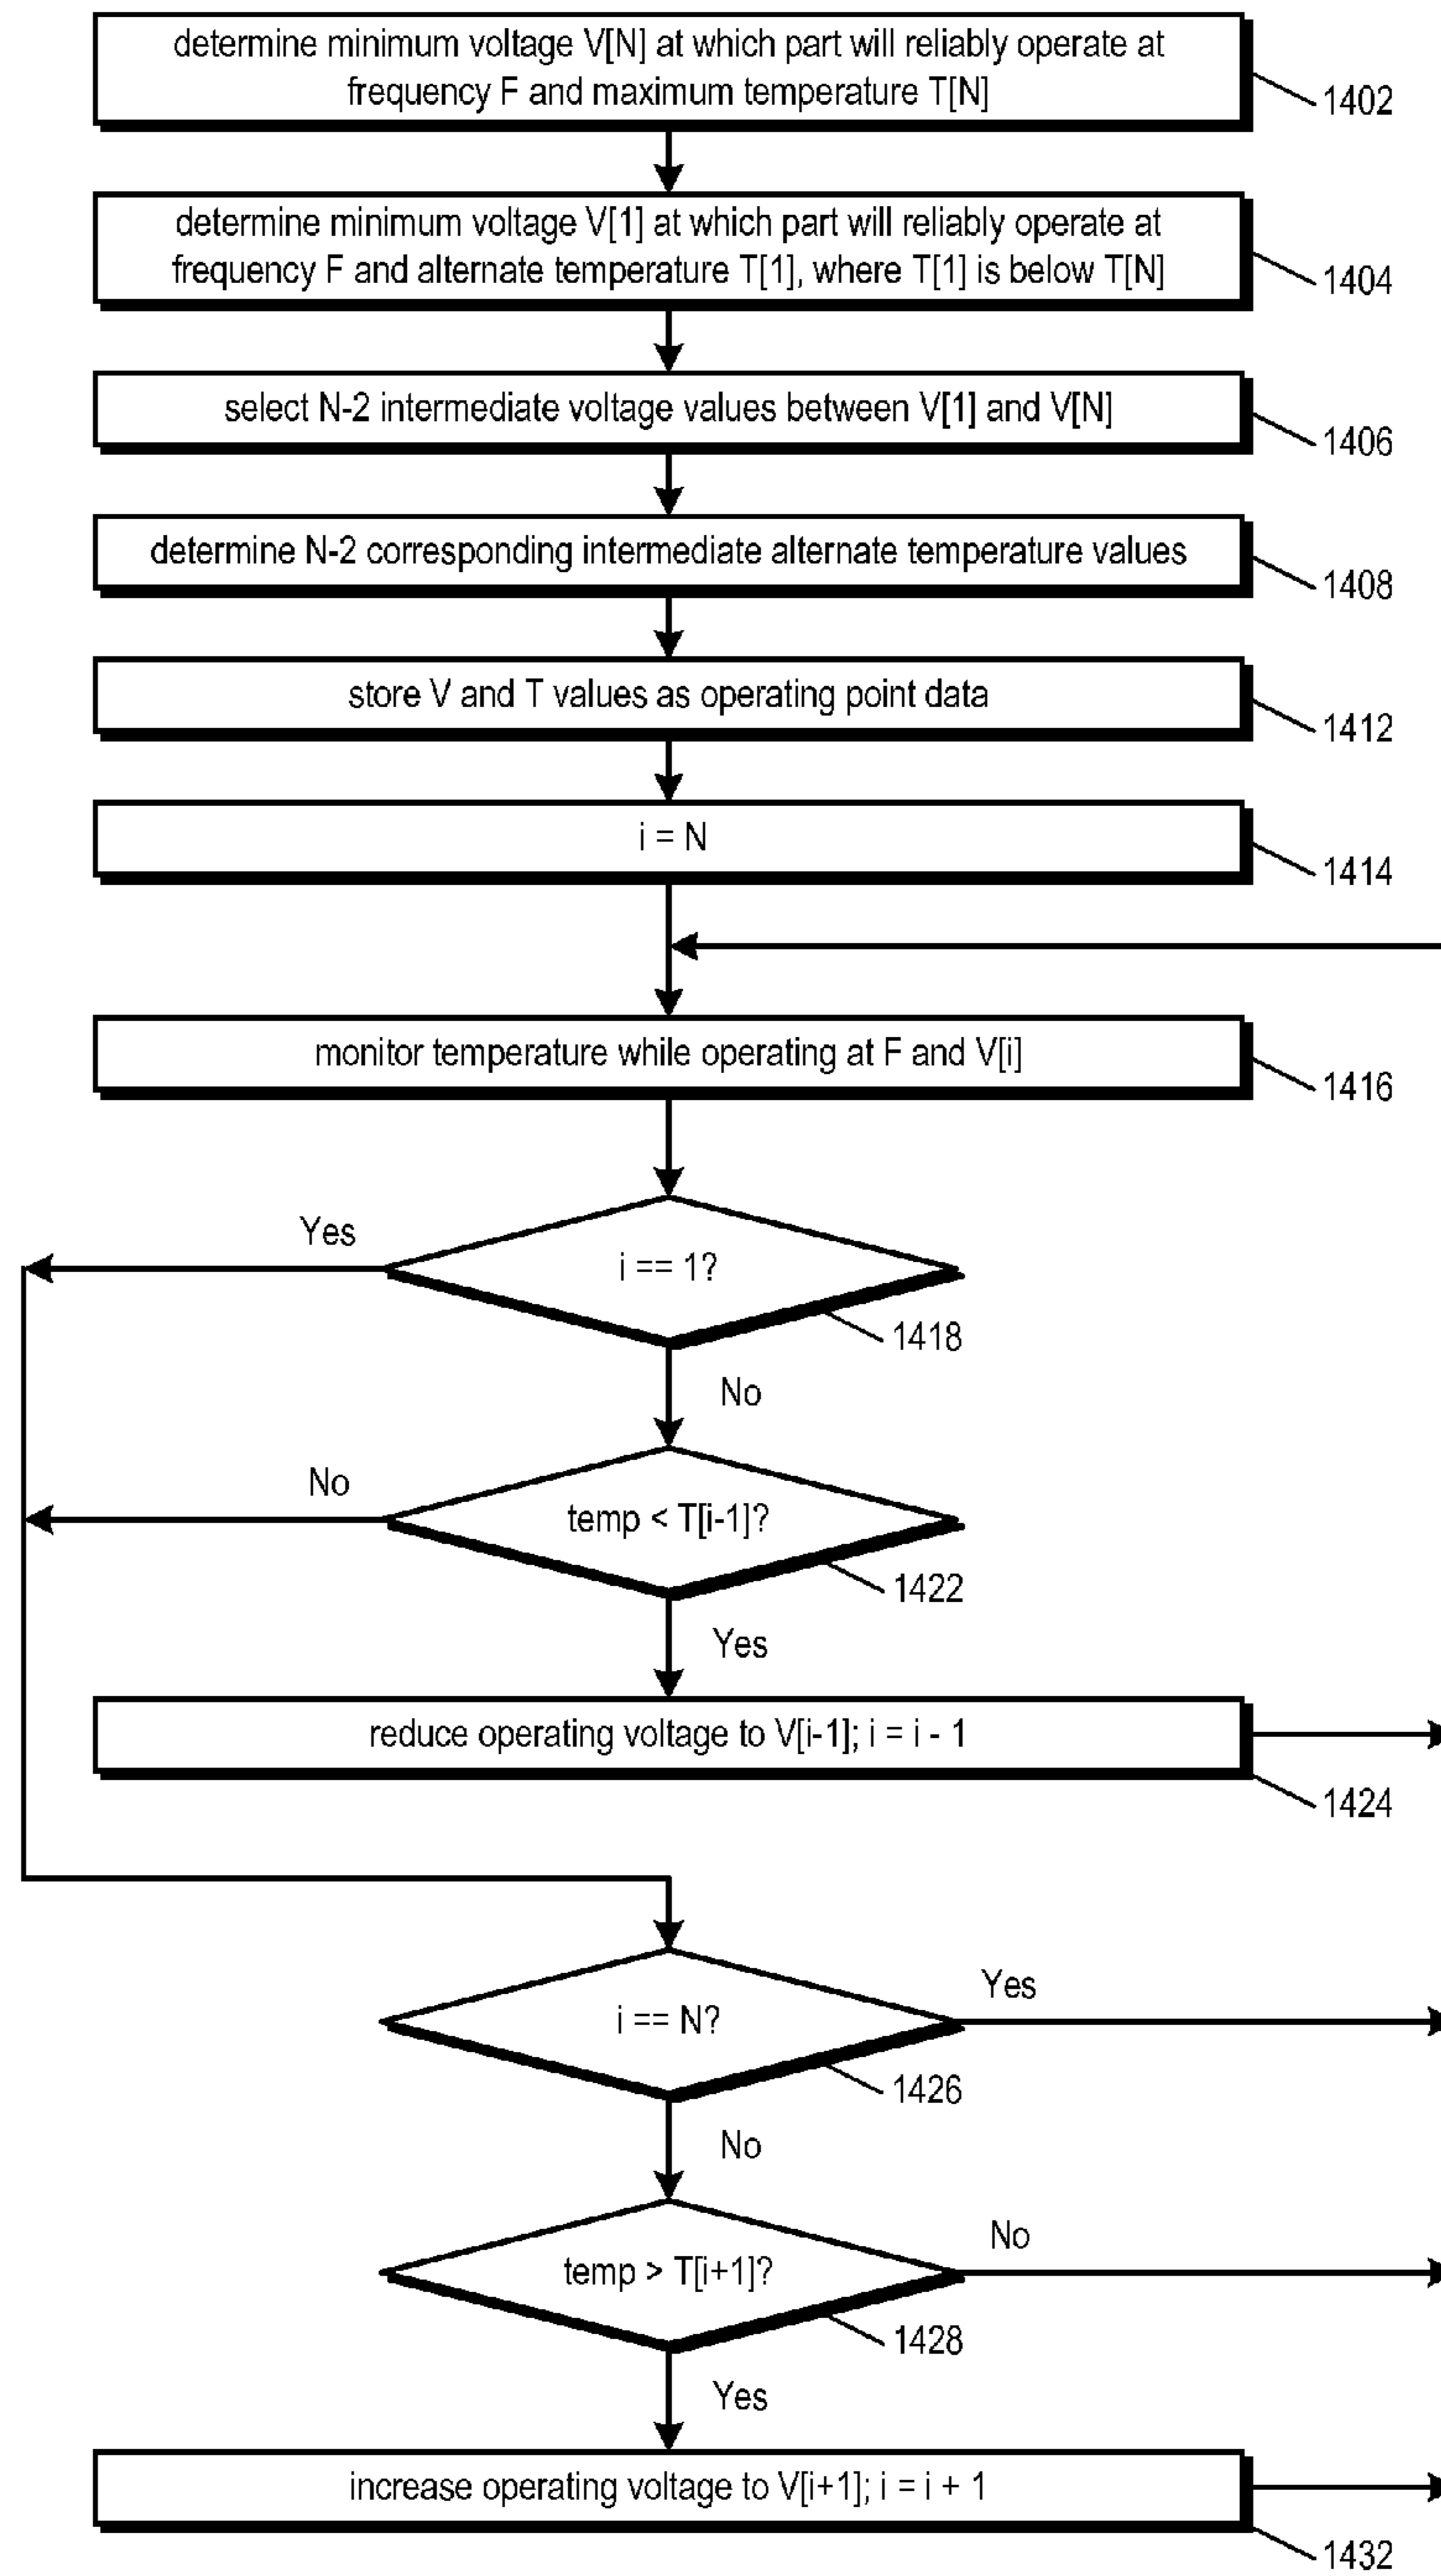 determine minimum voltage V[N] at which part will reliably operate at
frequency F and maximum temperature T[N]
1402
determine minimum voltage V[1] at which part will reliably operate at
frequency F and alternate temperature T[1], where T[1] is below T[N]
1404
select N-2 intermediate voltage values between V[1] and V[N]
1406
determine N-2 corresponding intermediate alternate temperature values
1408
store V and T values as operating point data
1412
i = N
1414
monitor temperature while operating at F and V[i]
1416
Yes
i == 1?
1418
No
No
temp < T[i-1]?
1422
Yes
reduce operating voltage to V[i-1]; i = i - 1
1424
i == N?
Yes
1426
No
temp > T[i+1]?
No
1428
Yes
increase operating voltage to V[i+1]; i = i + 1
1432